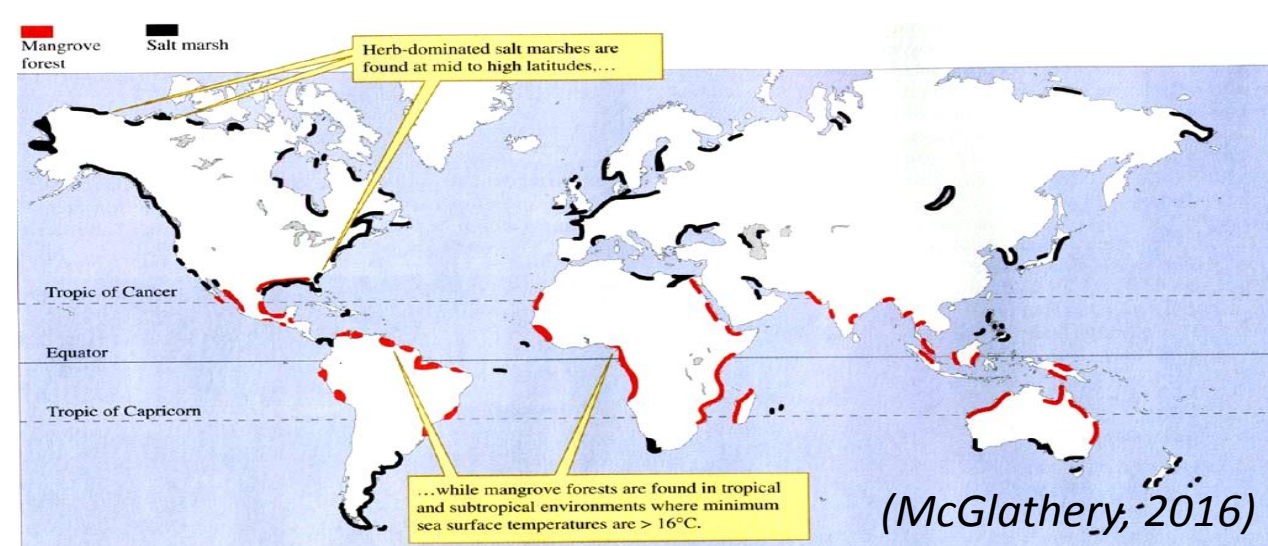 Mangrove
forest
Salt marsh
Herb-dominated salt marshes are
found at mid to high latitudes,...
Tropic of Cancer
Equator
Tropic of Capricorn
...while mangrove forests are found in tropical
and subtropical environments where minimum
sea surface temperatures are > 16°C.
(McGlathery, 2016)